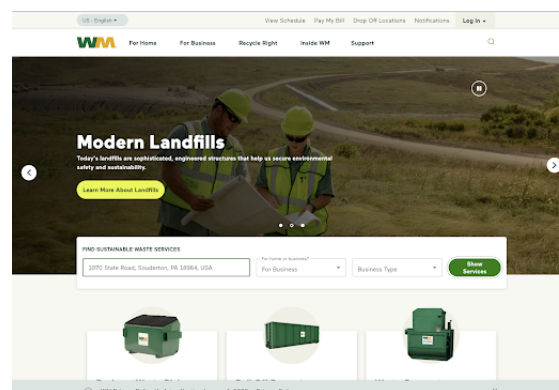 US - English
View Schedule Pay My Bill Drop Off Locations Notifications Log In
WM
For Home For Business Recycle Right Inside WM Support
Modern Landfills
Today's landfills are sophisticated, engineered structures that help us secure environmental
safety and sustainability.
Learn More About Landfills
FIND SUSTAINABLE WASTE SERVICES
1070 State Road, Souderton, PA 18964, USA
For home or business?
For Business
Business Type
Show
Services